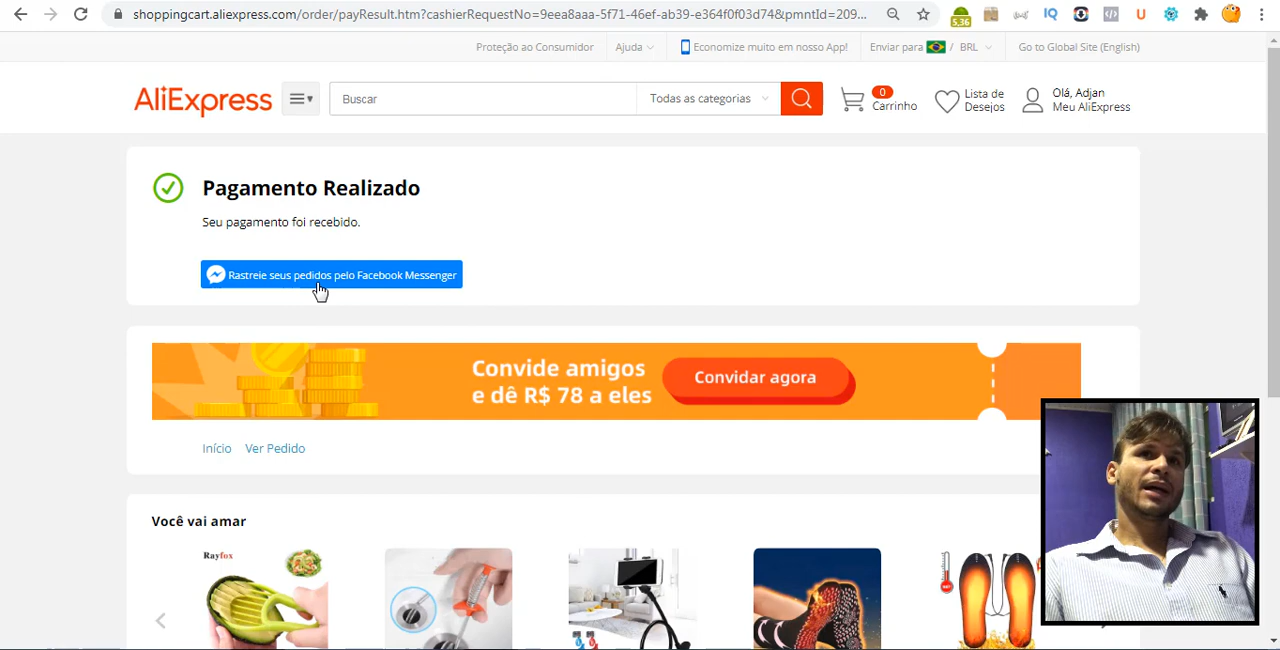 shoppingcart.aliexpress.com/order/payResult.htm?cashierRequestNo=9eea8aaa-5f71-46ef-ab39-e364f0f03d74&pmntId=209...
5,36
IQ
U
Proteção ao Consumidor
Ajuda
Economize muito em nosso App!
Enviar para / BRL
Go to Global Site (English)
AliExpress
Buscar
Todas as categorias
0
Carrinho
Lista de
Desejos
Olá, Adjan
Meu AliExpress
Pagamento Realizado
Seu pagamento foi recebido.
Rastreie seus pedidos pelo Facebook Messenger
Convide amigos
e dê R$ 78 a eles
Convidar agora
Início
Ver Pedido
Você vai amar
Rayfox